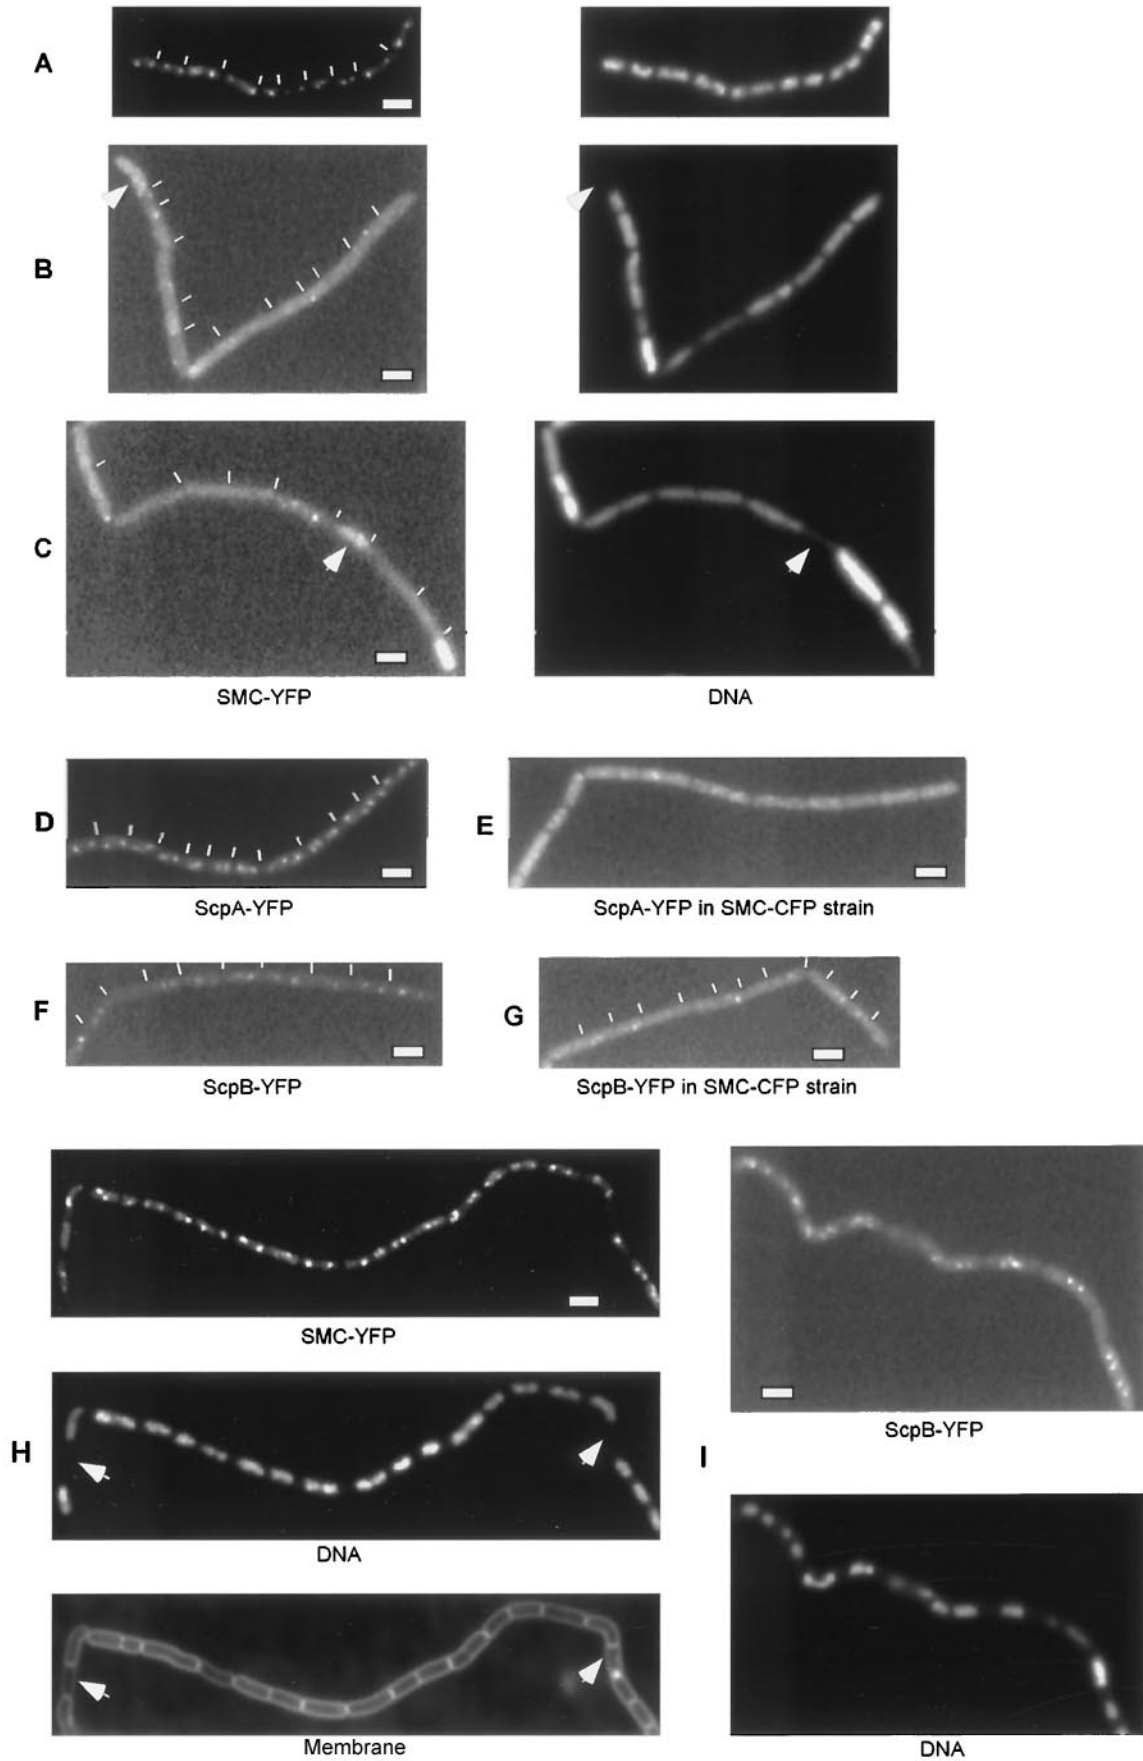 A
B
C
SMC-YFP
DNA
D
E
ScpA-YFP
ScpA-YFP in SMC-CFP strain
F
G
ScpB-YFP
ScpB-YFP in SMC-CFP strain
SMC-YFP
ScpB-YFP
H
I
DNA
Membrane
DNA